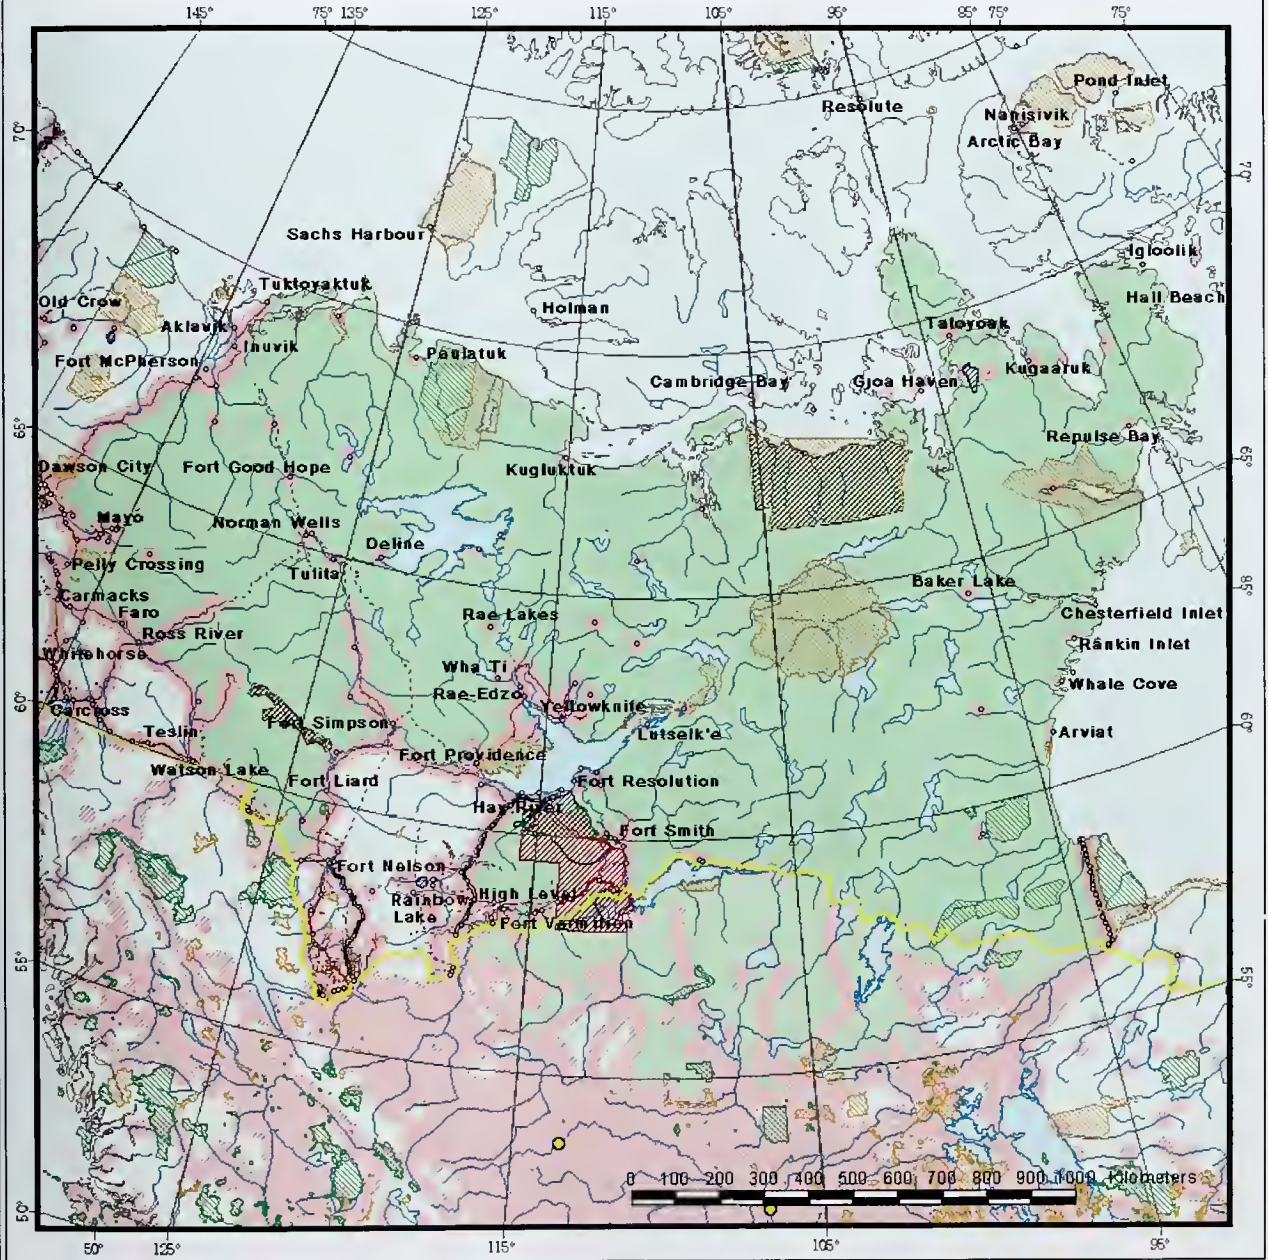 145° 75° 135° 125° 115° 105° 95° 85° 75° 75°
Pond Inlet
Resolute
Nanisivik
70°
Arctic Bay
70°
Sachs Harbour
Igloolik
Tuktoyaktuk
Old Crow
Hall Beach
Holman
Aklavik
Taloyoak
Inuvik
Paulatuk
Fort McPherson
Kugaaruk
Cambridge Bay
Gjoa Haven
65°
Repulse Bay
65°
Dawson City
Fort Good Hope
Kugluktuk
Mayo
Norman Wells
Deline
Pelly Crossing
Tulita
Baker Lake
Carmacks
Faro
Rae Lakes
Chesterfield Inlet
Ross River
Rankin Inlet
Whitehorse
Wha Ti
Whale Cove
Rae-Edzo
60°
Carcross
Yellowknife
Fort Simpson
60°
Teslin
Lutselk'e
Arviat
Fort Providence
Watson Lake
Fort Liard
Fort Resolution
Hay River
Fort Smith
Fort Nelson
High Level
Rainbow
Lake
Fort Vermilion
55°
55°
0 100 200 300 400 500 600 700 800 900 1000 Kilometers
50°
50° 125° 115° 105° 95°